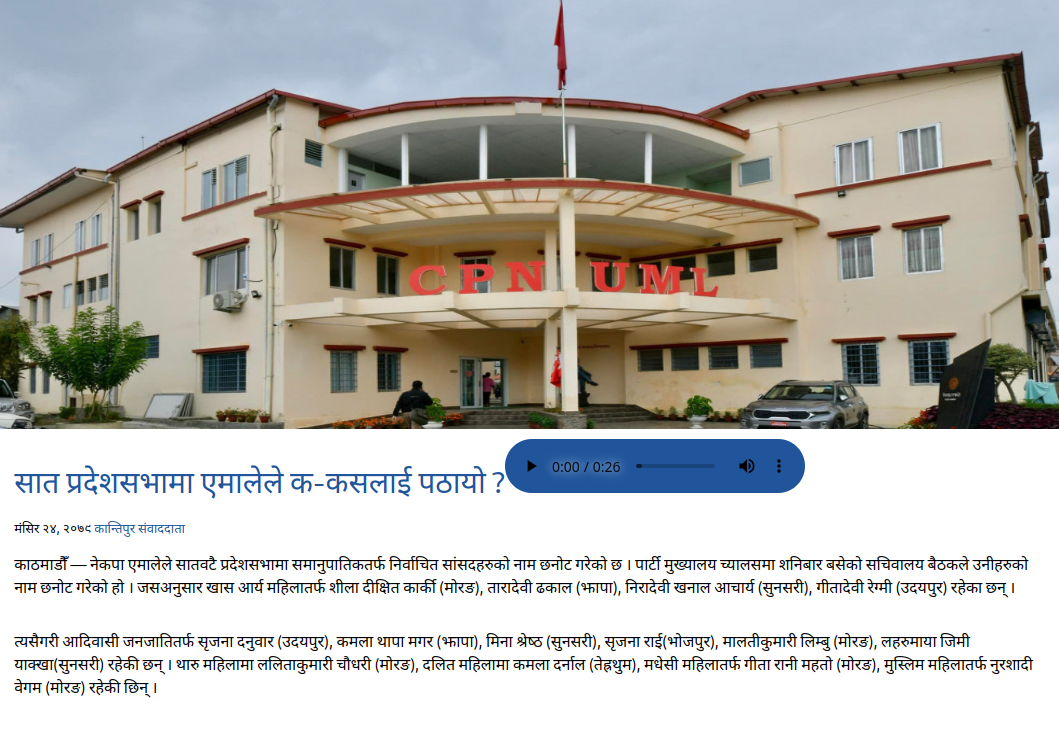 CPN UML
सात प्रदेशसभामा एमालेले क-कसलाई पठायो ?
0:00 / 0:26
मंसिर २४, २०७९ कान्तिपुर संवाददाता
काठमाडौँ — नेकपा एमालेले सातवटै प्रदेशसभामा समानुपातिकतर्फ निर्वाचित सांसदहरुको नाम छनोट गरेको छ । पार्टी मुख्यालय च्यालसमा शनिबार बसेको सचिवालय बैठकले उनीहरुको
नाम छनोट गरेको हो । जसअनुसार खास आर्य महिलातर्फ शीला दीक्षित कार्की (मोरङ), तारादेवी ढकाल (झापा), निरादेवी खनाल आचार्य (सुनसरी), गीतादेवी रेग्मी (उदयपुर) रहेका छन् ।
त्यसैगरी आदिवासी जनजातितर्फ सृजना दनुवार (उदयपुर), कमला थापा मगर (झापा), मिना श्रेष्ठ (सुनसरी), सृजना राई(भोजपुर), मालतीकुमारी लिम्बु (मोरङ), लहरुमाया जिमी
याक्खा(सुनसरी) रहेकी छन् । थारु महिलामा ललिताकुमारी चौधरी (मोरङ), दलित महिलामा कमला दर्नाल (तेह्रथुम), मधेसी महिलातर्फ गीता रानी महतो (मोरङ), मुस्लिम महिलातर्फ नुरशादी
वेगम (मोरङ) रहेकी छिन् ।